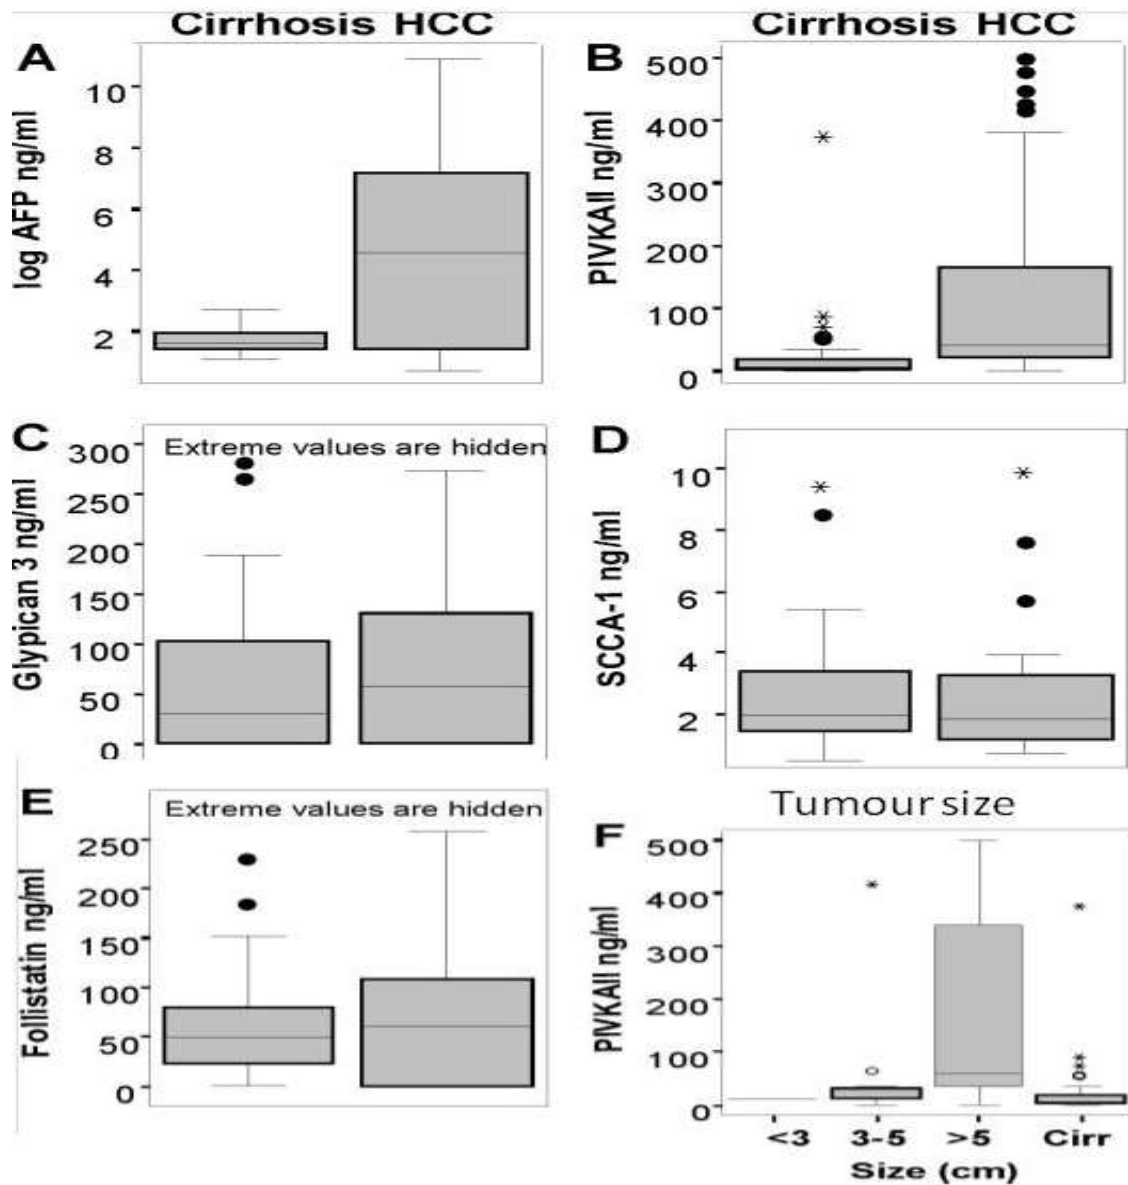 Cirrhosis HCC
A
log AFP ng/ml
10
8
6
4
2
Cirrhosis HCC
B
PIVKAII ng/ml
500
400
300
200
100
0
C
Extreme values are hidden
Glypican 3 ng/ml
300
250
200
150
100
50
0
D
SCCA-1 ng/ml
10
8
6
4
2
E
Extreme values are hidden
Follistatin ng/ml
250
200
150
100
50
0
Tumour size
F
PIVKAII ng/ml
500
400
300
200
100
0
<3 3-5 >5 Cirr
Size (cm)